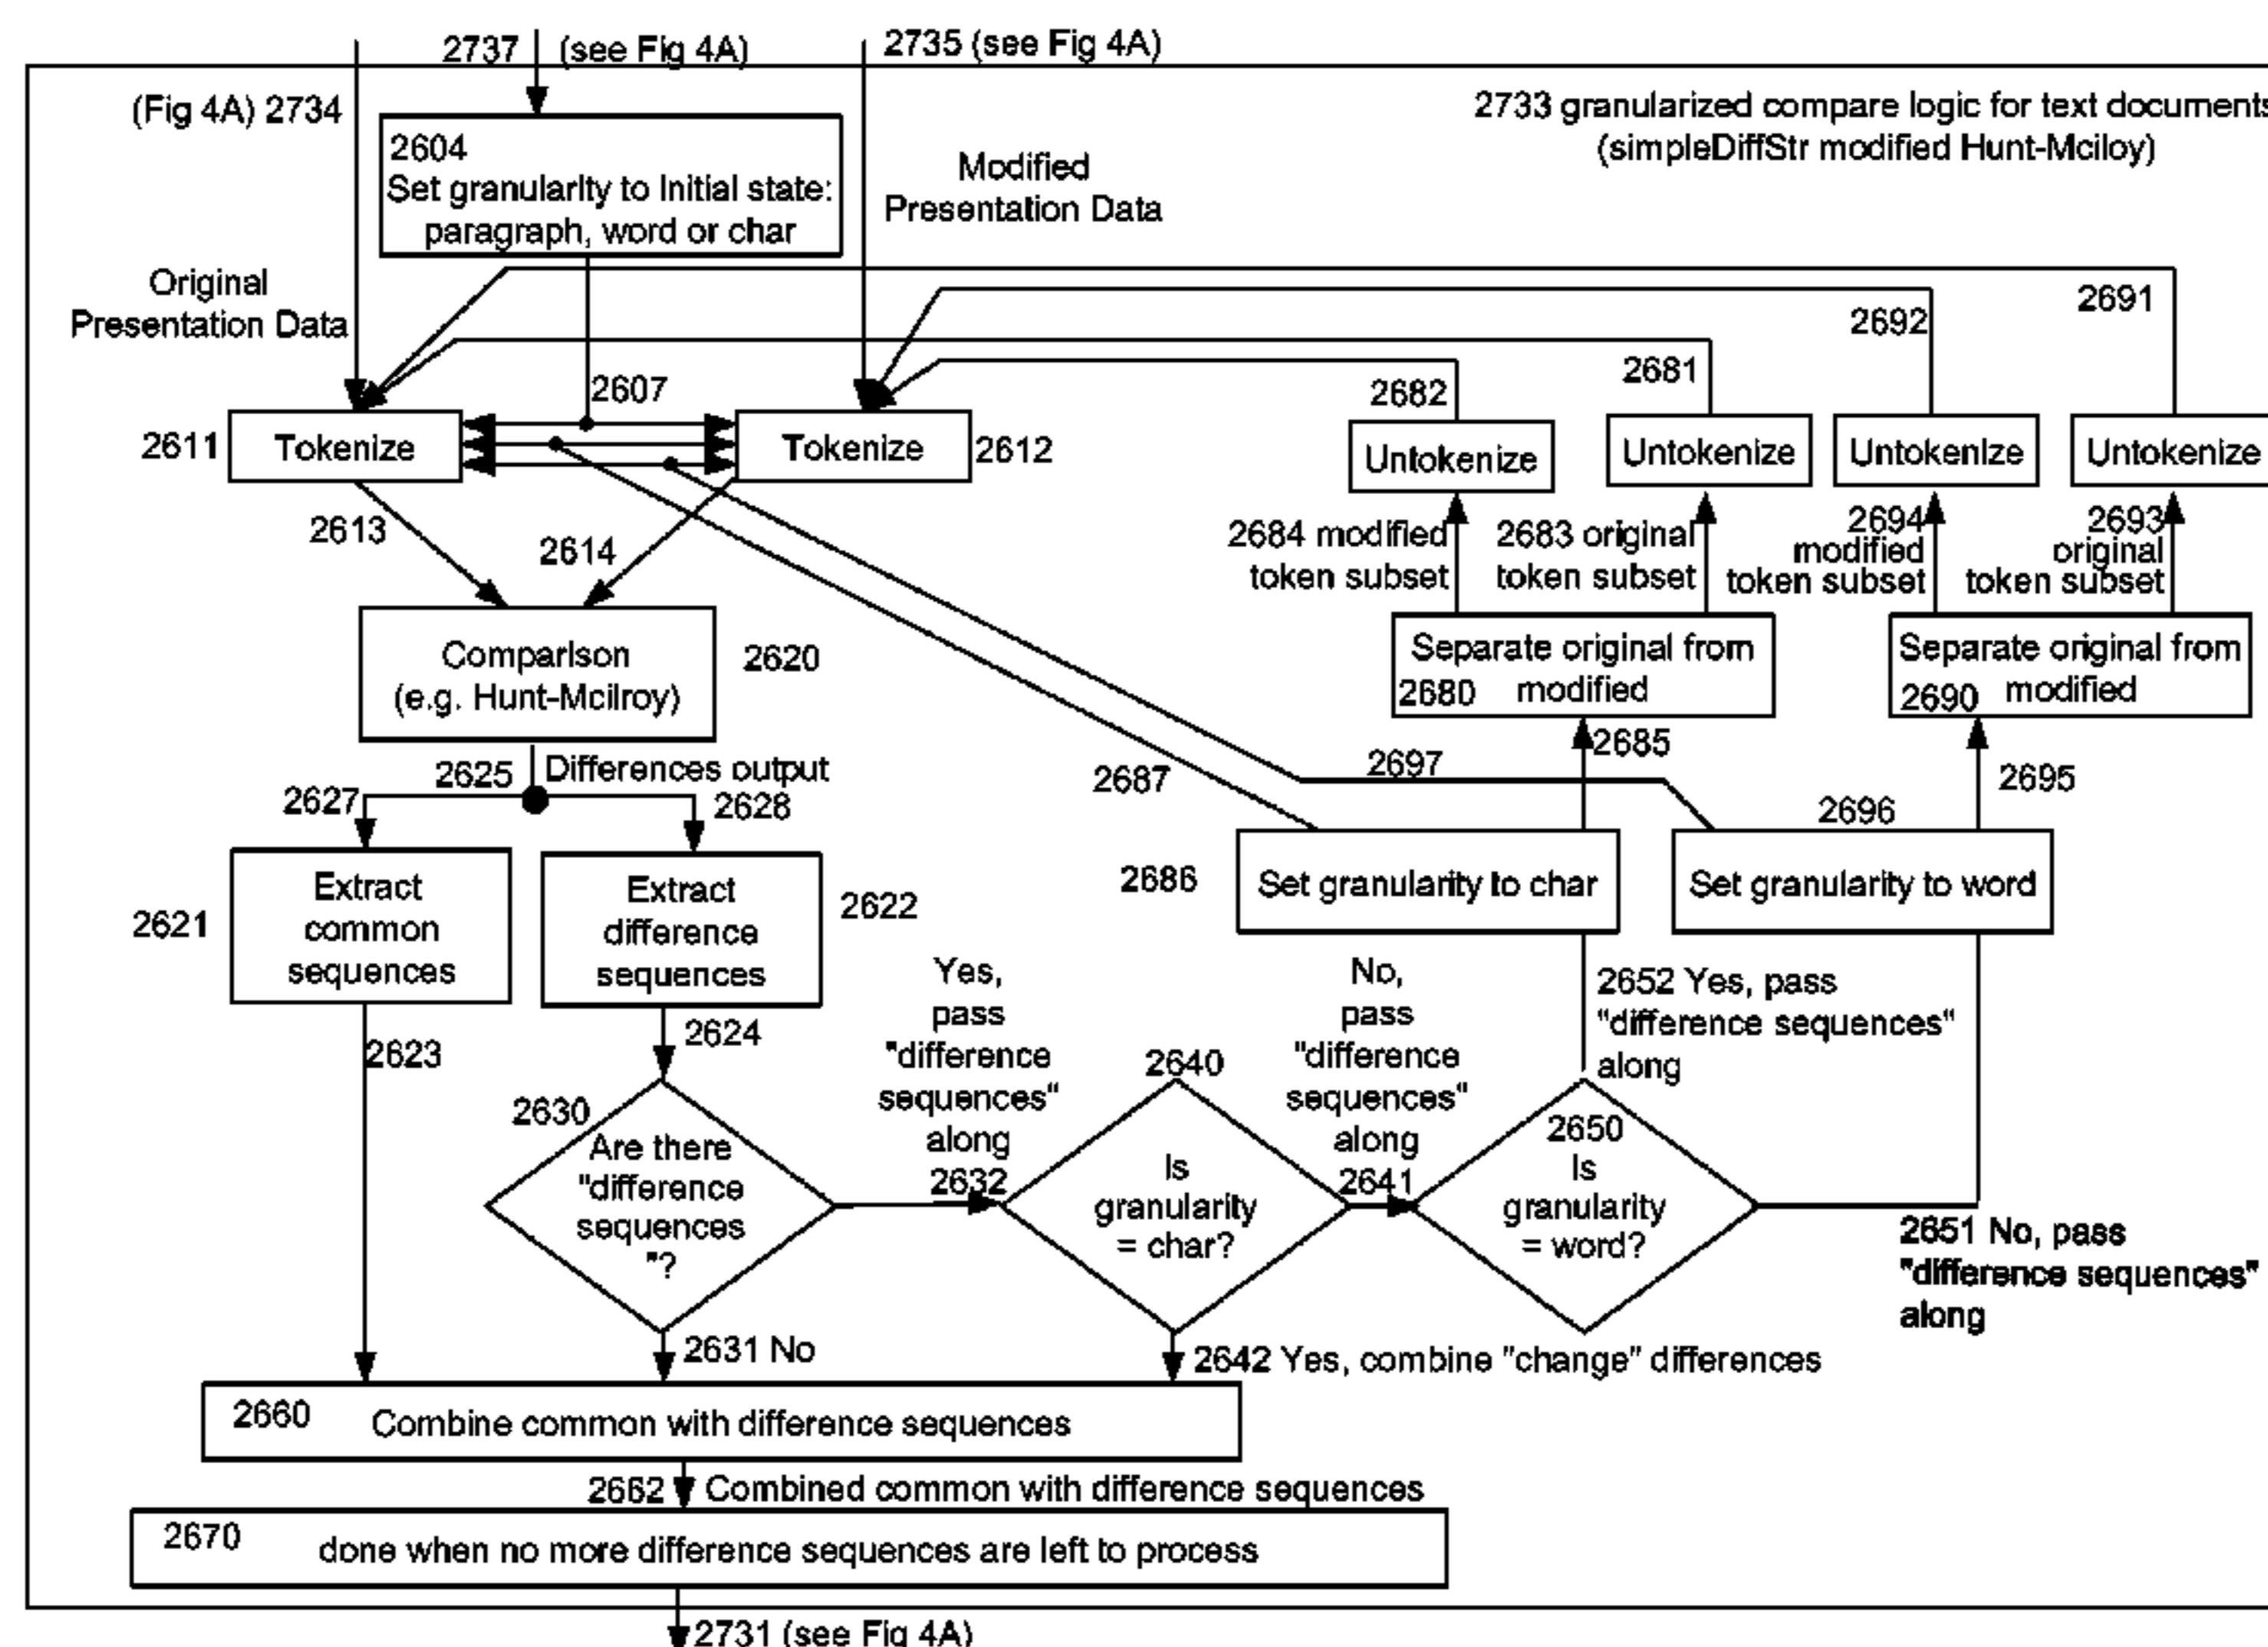 2737 (see Fig 4A)
2735 (see Fig 4A)
(Fig 4A) 2734
2733 granularized compare logic for text documents
(simpleDiffStr modified Hunt-Mciloy)
2604
Set granularity to initial state:
paragraph, word or char
Modified
Presentation Data
Original
Presentation Data
2691
2692
2681
2682
2607
2611
Tokenize
Tokenize
2612
Untokenize
Untokenize
Untokenize
Untokenize
2613
2614
2684 modified
token subset
2683 original
token subset
2694
modified
token subset
2693
original
token subset
Comparison
(e.g. Hunt-Mcilroy)
2620
Separate original from
2680 modified
Separate original from
2690 modified
2685
2695
2625 Differences output
2627
2628
2687
2697
2696
2621
Extract
common
sequences
Extract
difference
sequences
2622
2686
Set granularity to char
Set granularity to word
2623
2624
Yes,
pass
"difference
sequences"
along
2632
No,
pass
"difference
sequences"
along
2641
2652 Yes, pass
"difference sequences"
along
2630
Are there
"difference
sequences
"?
2640
Is
granularity
= char?
2650
Is
granularity
= word?
2651 No, pass
"difference sequences"
along
2631 No
2642 Yes, combine "change" differences
2660 Combine common with difference sequences
2662 Combined common with difference sequences
2670 done when no more difference sequences are left to process
2731 (see Fig 4A)